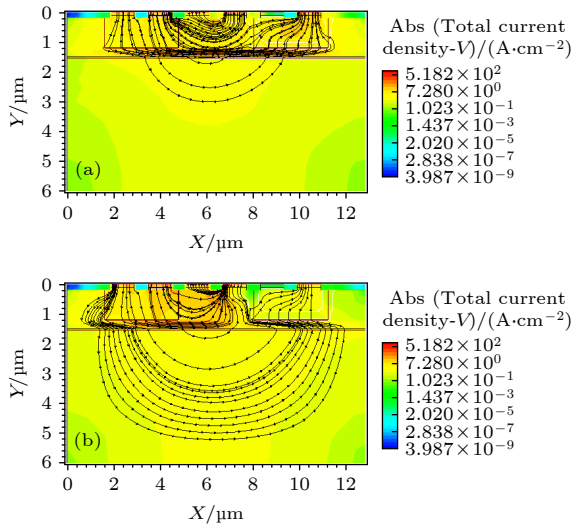 0
1
2
3
4
5
6
Y/μm
(a)
0 2 4 6 8 10 12
X/μm
Abs (Total current
density-V)/(A·cm⁻²)
5.182×10²
7.280×10⁰
1.023×10⁻¹
1.437×10⁻³
2.020×10⁻⁵
2.838×10⁻⁷
3.987×10⁻⁹
0
1
2
3
4
5
6
Y/μm
(b)
0 2 4 6 8 10 12
X/μm
Abs (Total current
density-V)/(A·cm⁻²)
5.182×10²
7.280×10⁰
1.023×10⁻¹
1.437×10⁻³
2.020×10⁻⁵
2.838×10⁻⁷
3.987×10⁻⁹